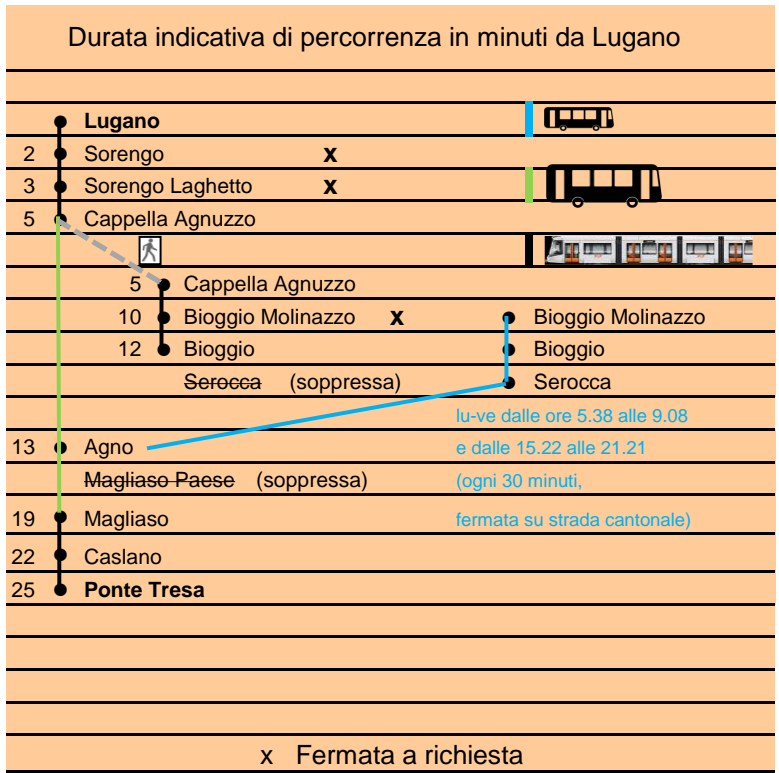 Durata indicativa di percorrenza in minuti da Lugano
Lugano
2 Sorengo x
3 Sorengo Laghetto x
5 Cappella Agnuzzo
5 Cappella Agnuzzo
10 Bioggio Molinazzo x Bioggio Molinazzo
12 Bioggio Bioggio
Serocca (soppressa) Serocca
lu-ve dalle ore 5.38 alle 9.08
13 Agno e dalle 15.22 alle 21.21
Magliaso Paese (soppressa) (ogni 30 minuti,
19 Magliaso fermata su strada cantonale)
22 Caslano
25 Ponte Tresa
x Fermata a richiesta